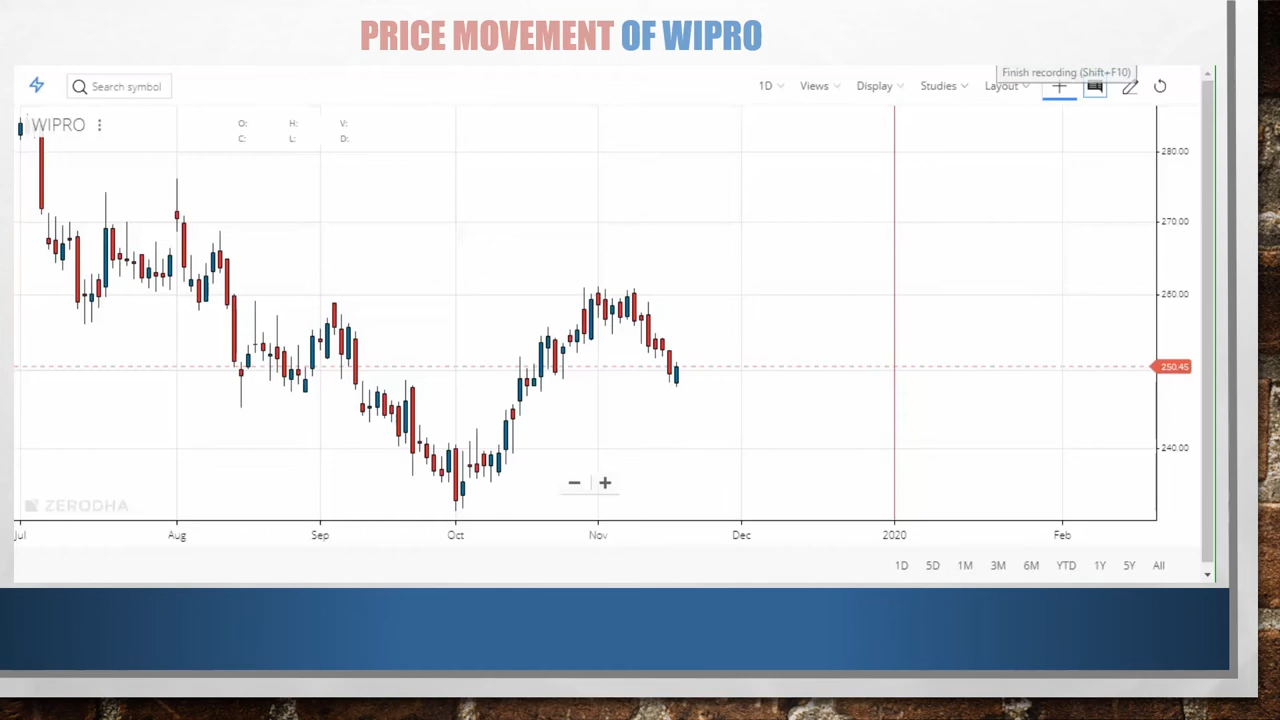 PRICE MOVEMENT OF WIPRO
Finish recording (Shift+F10)
Search symbol
1D Views Display Studies Layout
WIPRO
O: H: V:
C: L: D:
280.00
270.00
260.00
250.45
240.00
ZERODHA
Jul Aug Sep Oct Nov Dec 2020 Feb
1D 5D 1M 3M 6M YTD 1Y 5Y All